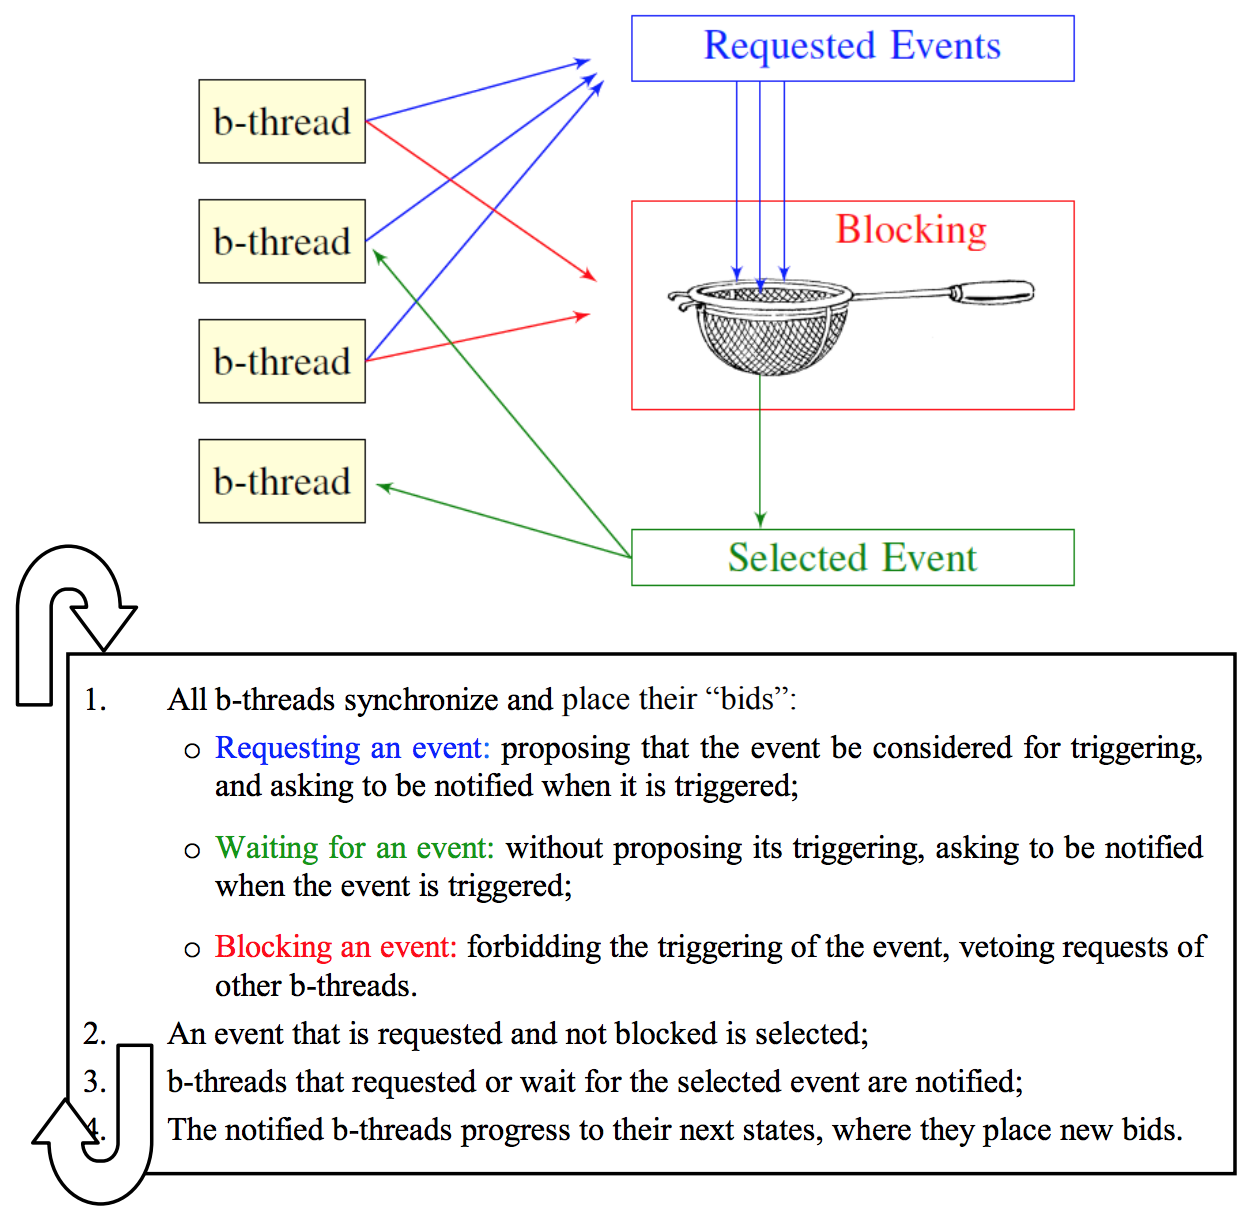 Requested Events
b-thread
Blocking
b-thread
b-thread
b-thread
Selected Event
1. All b-threads synchronize and place their “bids”:
o Requesting an event: proposing that the event be considered for triggering,
and asking to be notified when it is triggered;
o Waiting for an event: without proposing its triggering, asking to be notified
when the event is triggered;
o Blocking an event: forbidding the triggering of the event, vetoing requests of
other b-threads.
2. An event that is requested and not blocked is selected;
3. b-threads that requested or wait for the selected event are notified;
4. The notified b-threads progress to their next states, where they place new bids.